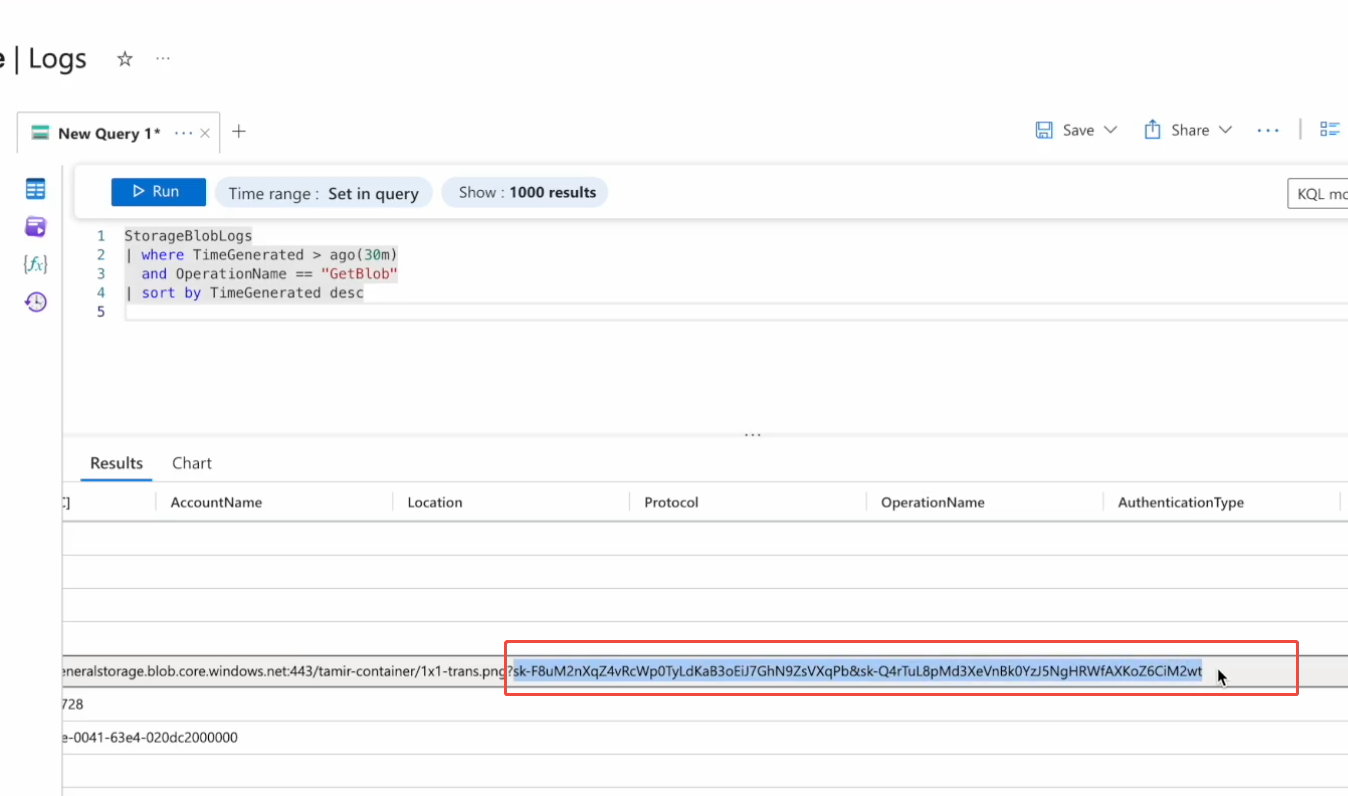 e | Logs
New Query 1*
Save
Share
Run
Time range : Set in query
Show : 1000 results
KQL mo
1 StorageBlobLogs
2 | where TimeGenerated > ago(30m)
3 and OperationName == "GetBlob"
4 | sort by TimeGenerated desc
5
Results
Chart
C]
AccountName
Location
Protocol
OperationName
AuthenticationType
eneralstorage.blob.core.windows.net:443/tamir-container/1x1-trans.png?sk-F8uM2nXqZ4vRcWp0TyLdKaB3oEiJ7GhN9ZsVXqPb&sk-Q4rTuL8pMd3XeVnBk0YzJ5NgHRWfAXKoZ6CiM2wt
728
e-0041-63e4-020dc2000000